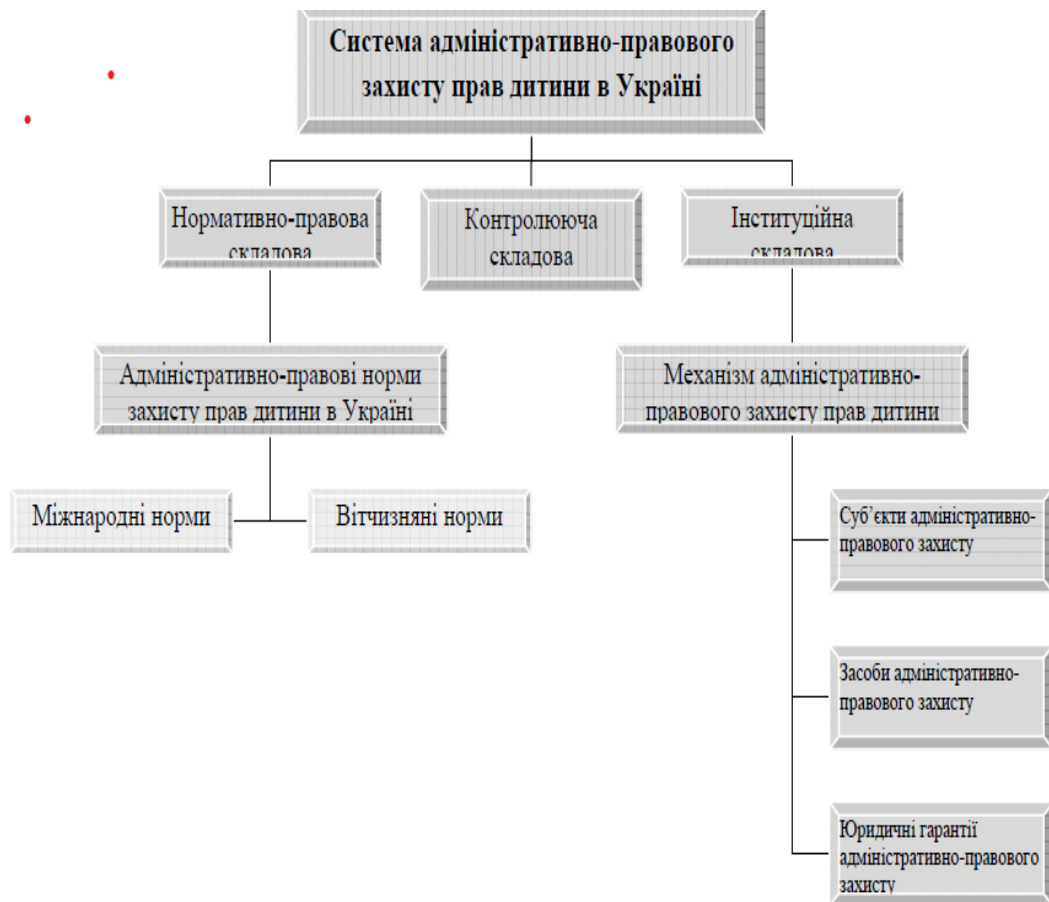 Система адміністративно-правового
захисту прав дитини в Україні
Нормативно-правова
складова
Контролююча
складова
Інституційна
складова
Адміністративно-правові норми
захисту прав дитини в Україні
Механізм адміністративно-
правового захисту прав дитини
Міжнародні норми
Вітчизняні норми
Суб’єкти адміністративно-
правового захисту
Засоби адміністративно-
правового захисту
Юридичні гарантії
адміністративно-правового
захисту